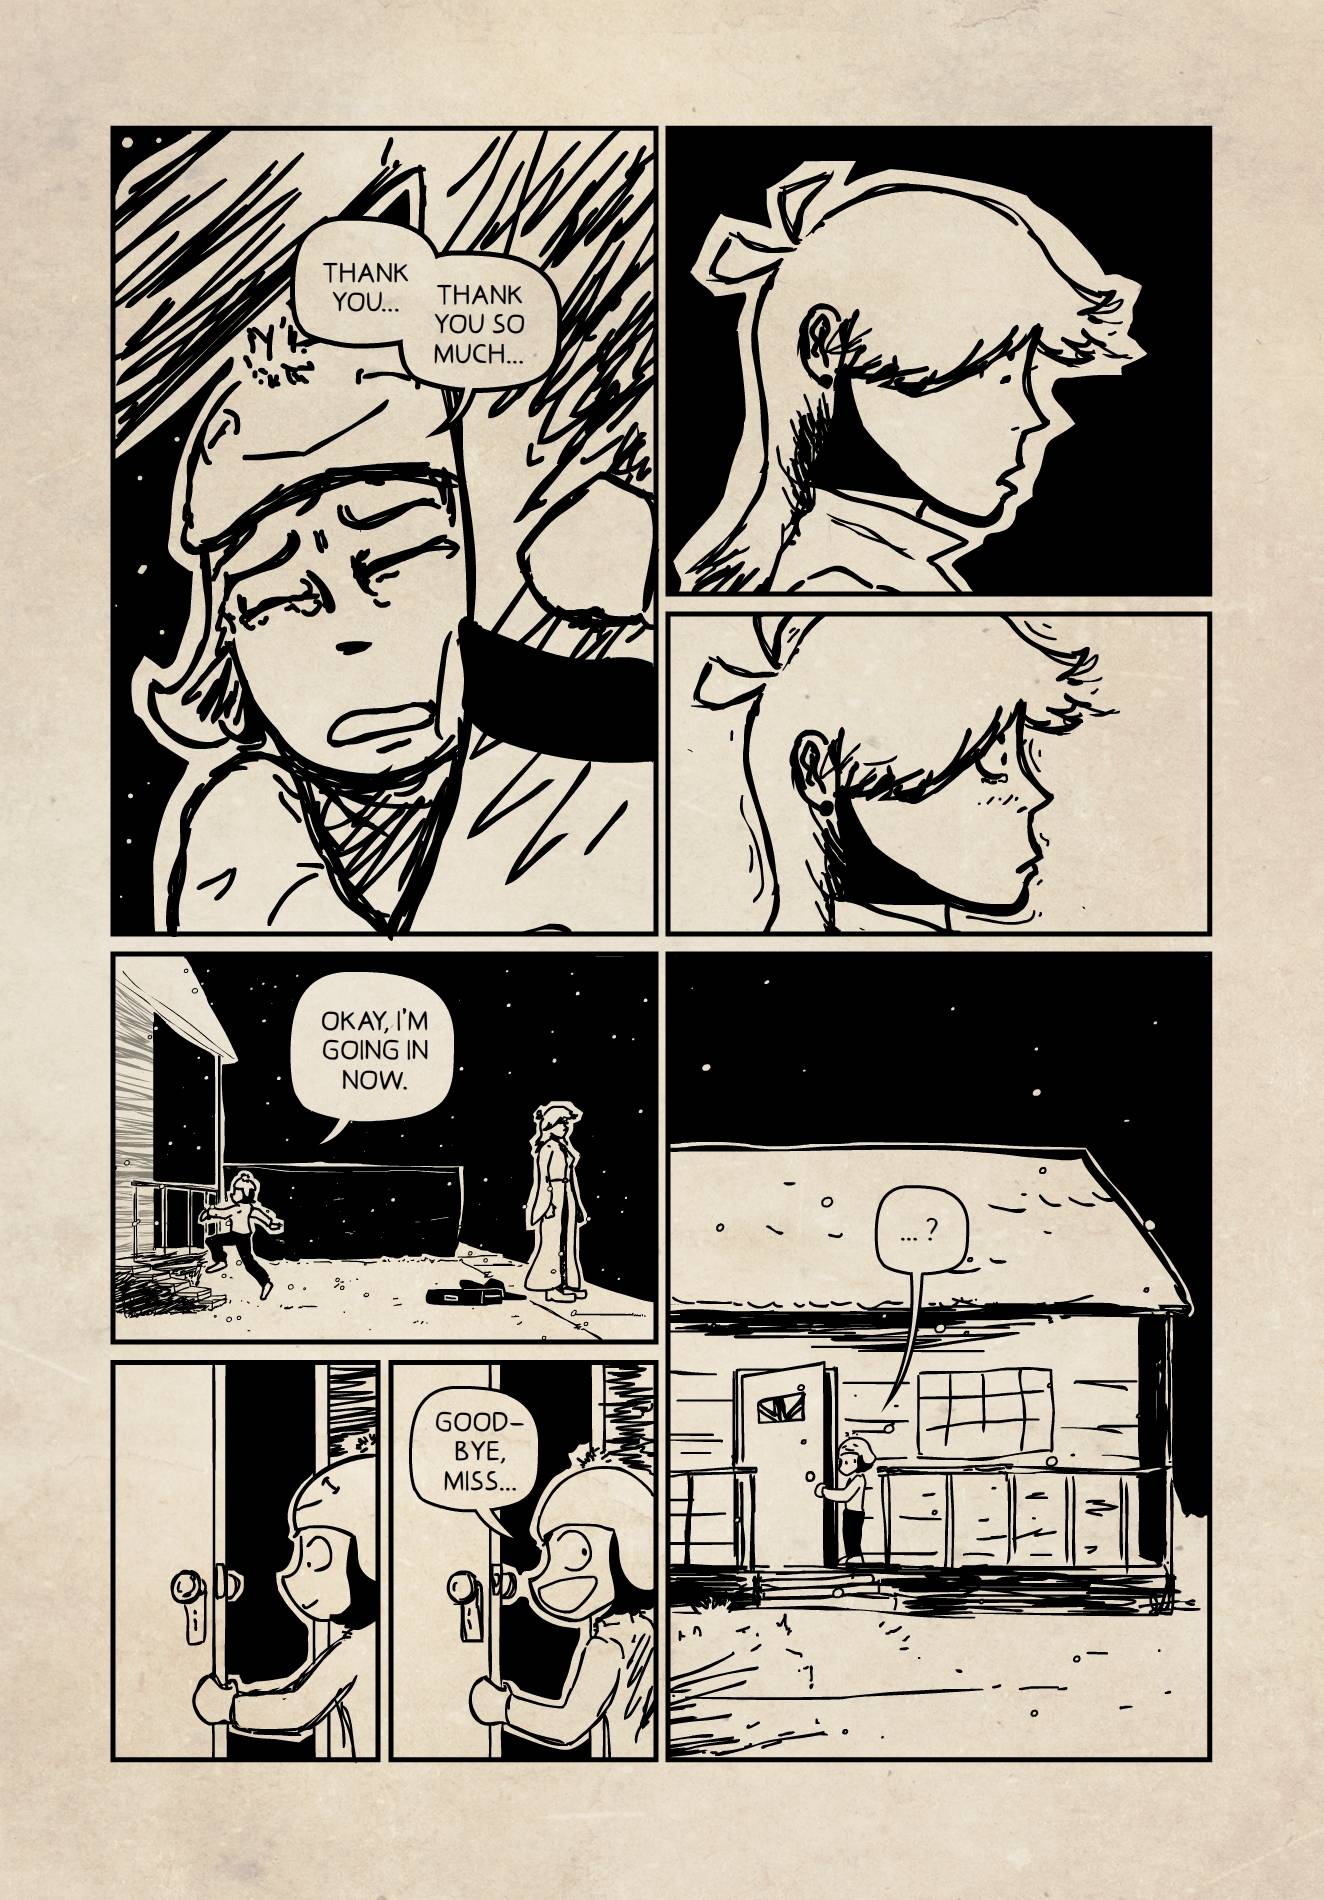 THANK
YOU...
THANK
YOU SO
MUCH...
OKAY, I'M
GOING IN
NOW.
GOOD–
BYE,
MISS...
... ?